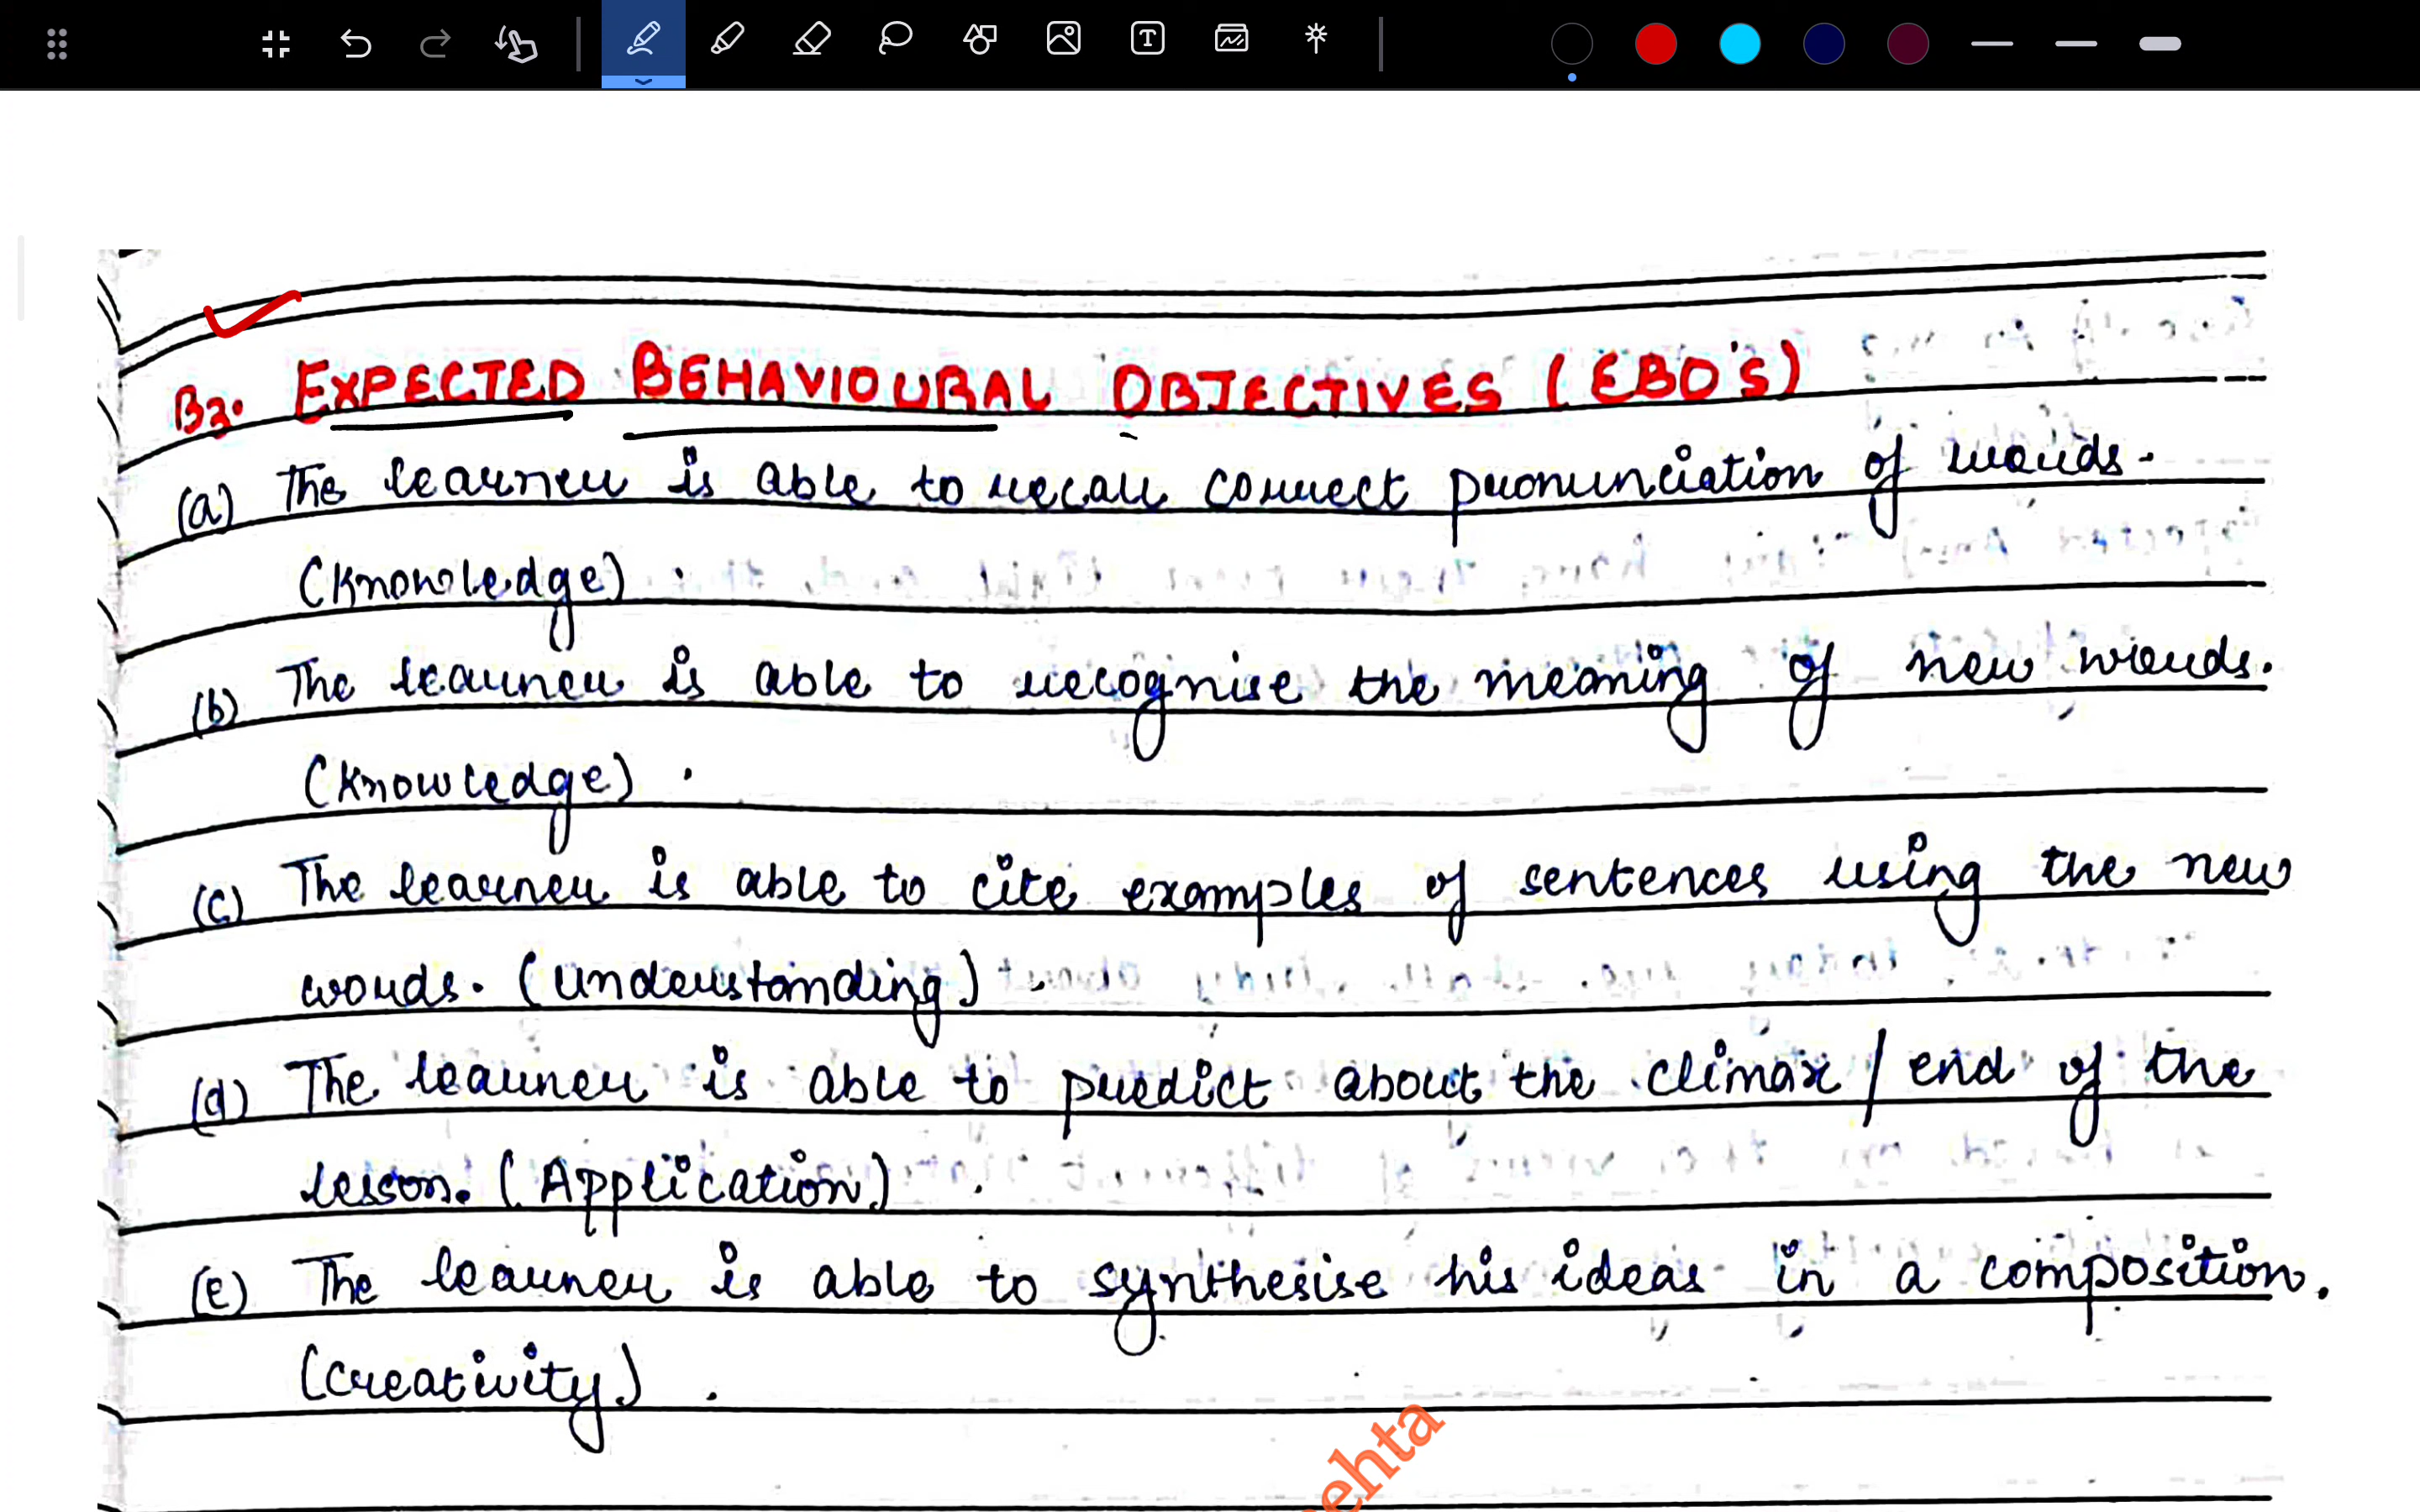 B3. EXPECTED BEHAVIOURAL OBJECTIVES (EBO'S)
(a) The learner is able to recall correct pronunciation of words.
(Knowledge).
(b) The learner is able to recognise the meaning of new words.
(Knowledge).
(c) The learner is able to cite examples of sentences using the new
words. (Understanding).
(d) The learner is able to predict about the climax / end of the
lesson. (Application).
(e) The learner is able to synthesise his ideas in a composition.
(Creativity).
ehta